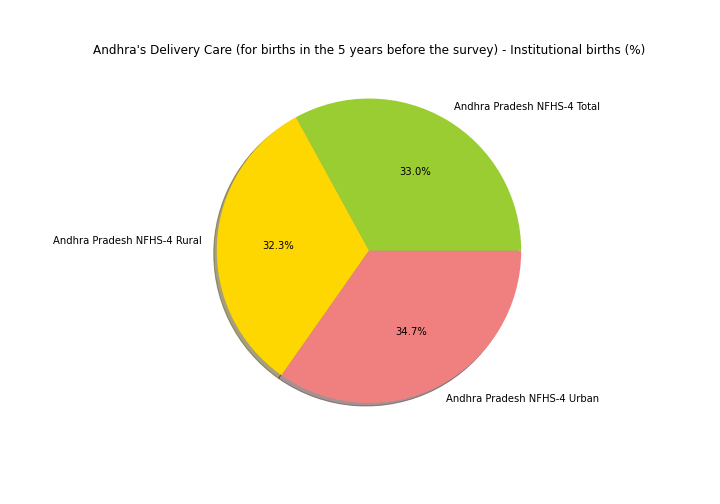 Andhra's Delivery Care (for births in the 5 years before the survey) - Institutional births (%)
Andhra Pradesh NFHS-4 Total
33.0%
Andhra Pradesh NFHS-4 Rural
32.3%
34.7%
Andhra Pradesh NFHS-4 Urban